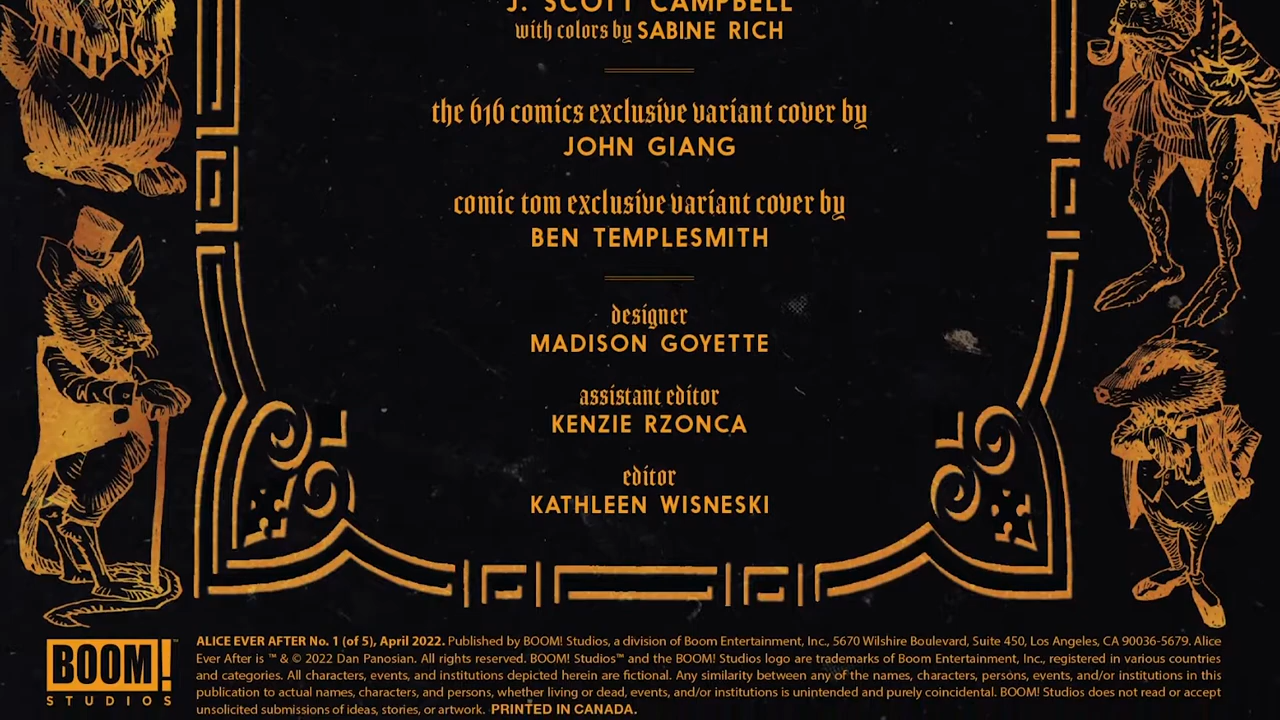 J. SCOTT CAMPBELL
with colors by SABINE RICH
the 616 comics exclusive variant cover by
JOHN GIANG
comic tom exclusive variant cover by
BEN TEMPLESMITH
designer
MADISON GOYETTE
assistant editor
KENZIE RZONCA
editor
KATHLEEN WISNESKI
BOOM!™
STUDIOS
ALICE EVER AFTER No. 1 (of 5), April 2022. Published by BOOM! Studios, a division of Boom Entertainment, Inc., 5670 Wilshire Boulevard, Suite 450, Los Angeles, CA 90036-5679. Alice
Ever After is ™ & © 2022 Dan Panosian. All rights reserved. BOOM! Studios™ and the BOOM! Studios logo are trademarks of Boom Entertainment, Inc., registered in various countries
and categories. All characters, events, and institutions depicted herein are fictional. Any similarity between any of the names, characters, persons, events, and/or institutions in this
publication to actual names, characters, and persons, whether living or dead, events, and/or institutions is unintended and purely coincidental. BOOM! Studios does not read or accept
unsolicited submissions of ideas, stories, or artwork. PRINTED IN CANADA.